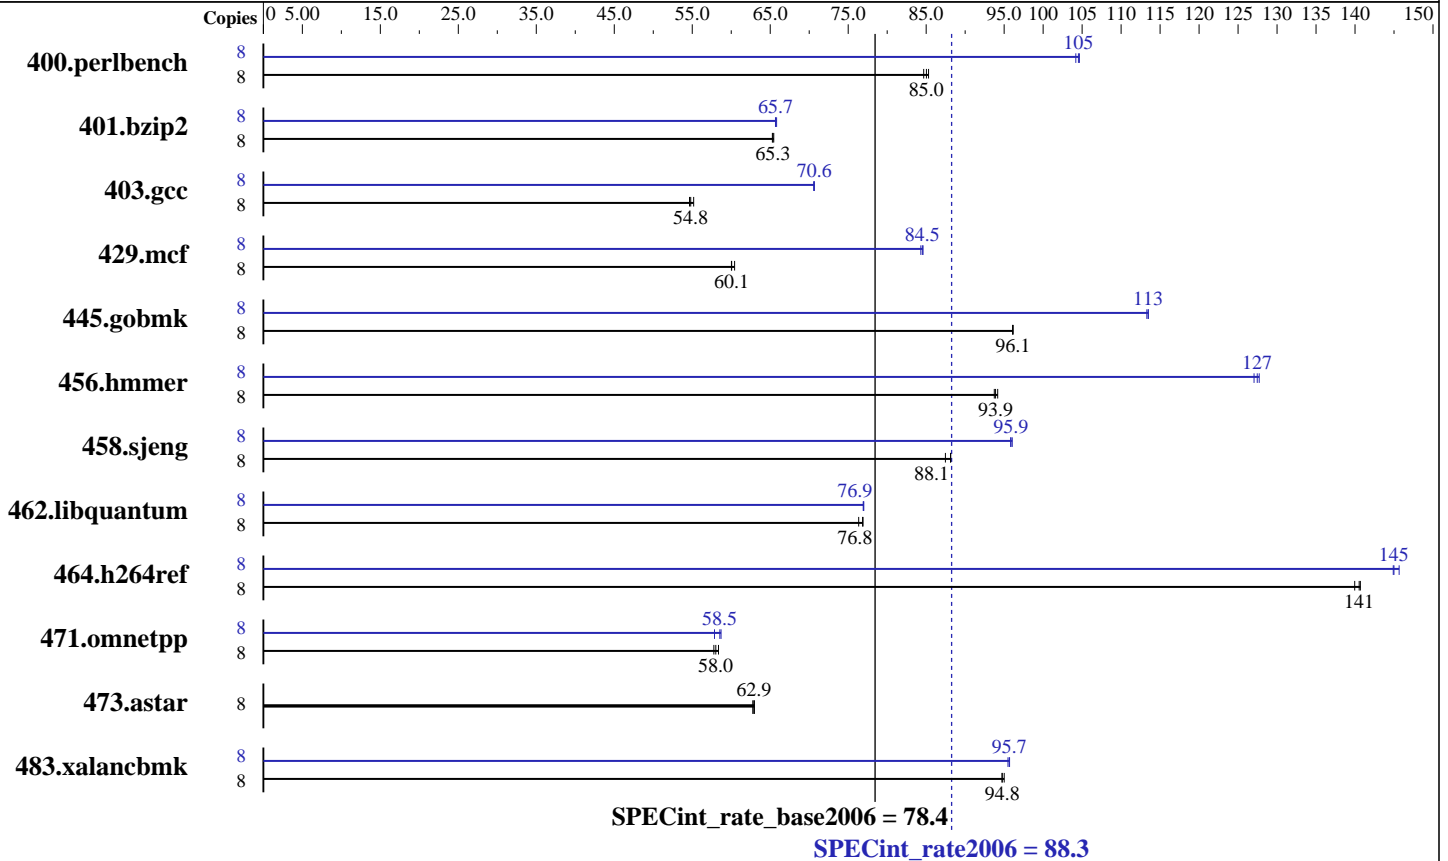 Copies 0 5.00 15.0 25.0 35.0 45.0 55.0 65.0 75.0 85.0 95.0 100 105 110 115 120 125 130 135 140 150
400.perlbench 8 105
8 85.0
401.bzip2 8 65.7
8 65.3
403.gcc 8 70.6
8 54.8
429.mcf 8 84.5
8 60.1
445.gobmk 8 113
8 96.1
456.hmmer 8 127
8 93.9
458.sjeng 8 95.9
8 88.1
462.libquantum 8 76.9
8 76.8
464.h264ref 8 145
8 141
471.omnetpp 8 58.5
8 58.0
473.astar 8 62.9
483.xalancbmk 8 95.7
8 94.8
SPECint_rate_base2006 = 78.4
SPECint_rate2006 = 88.3